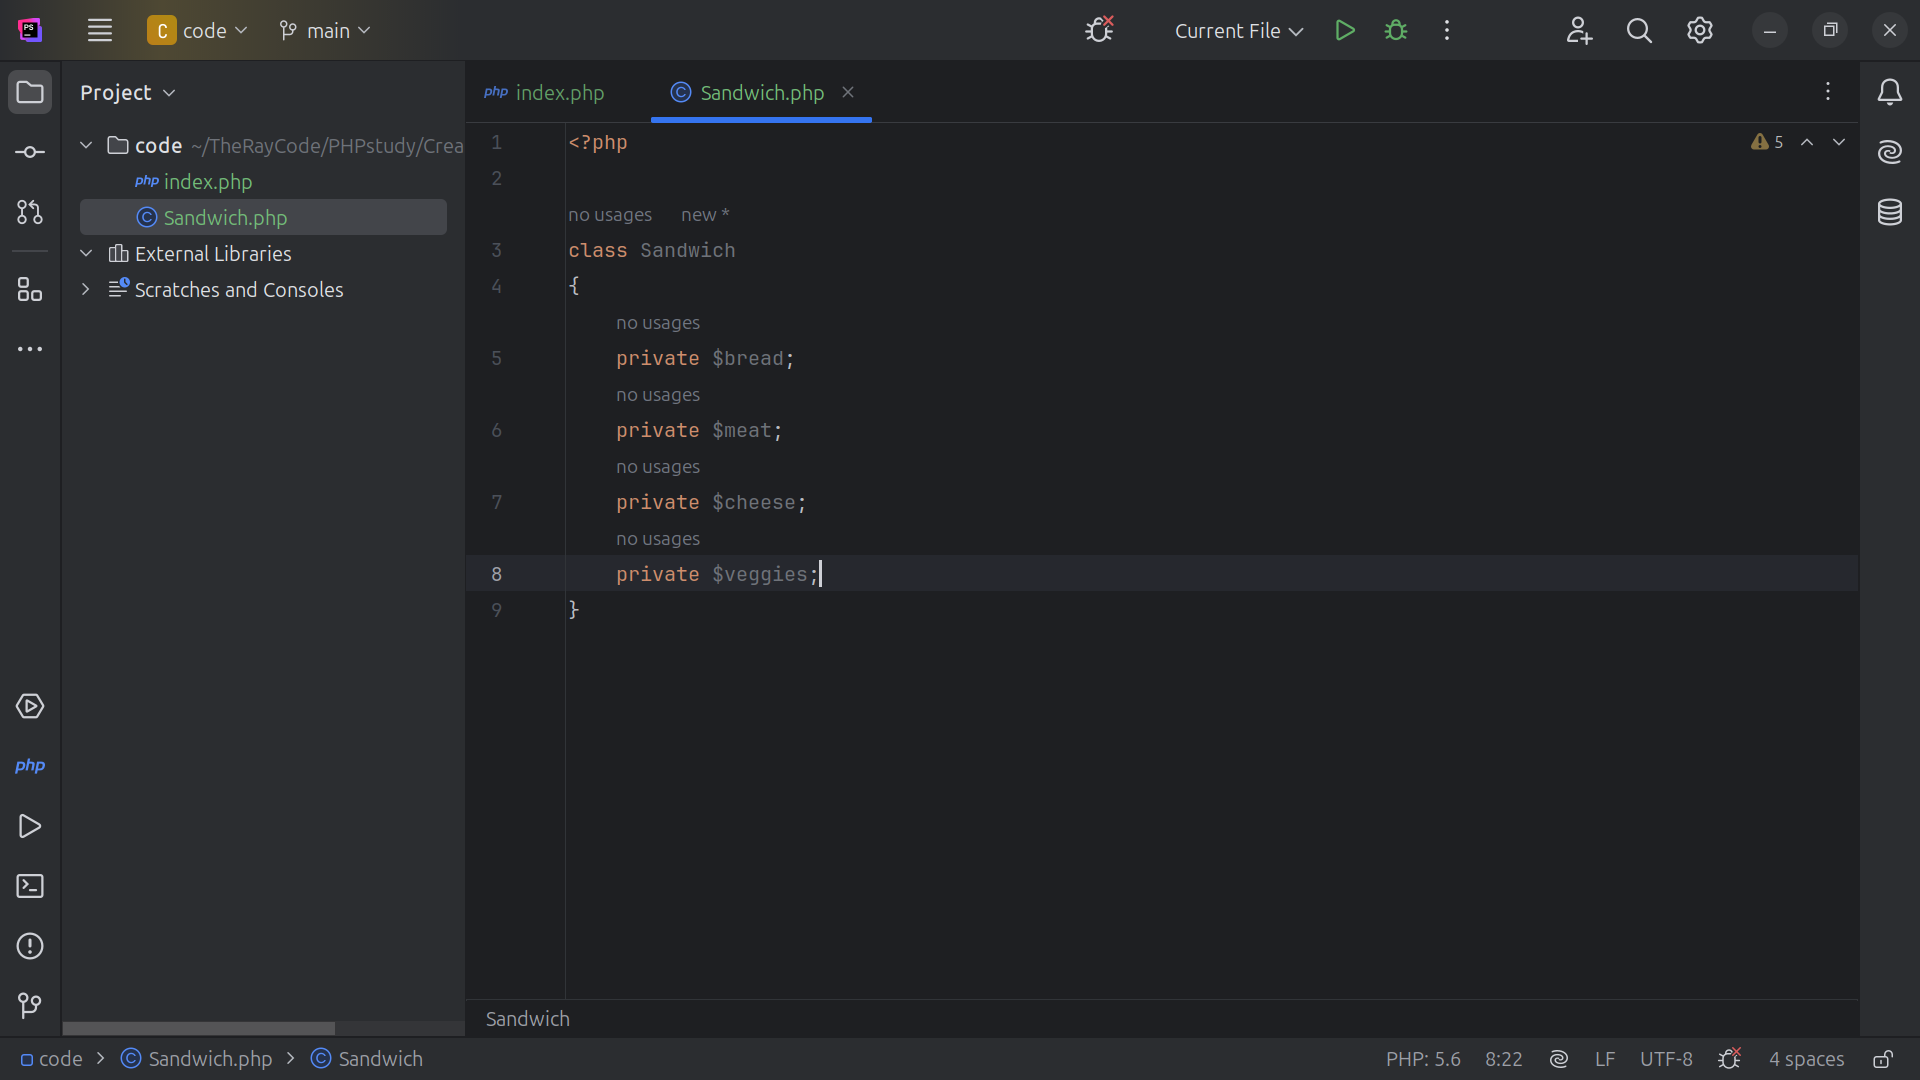 PS
C code
main
Current File
Project
code ~/TheRayCode/PHPstudy/Crea
php index.php
C Sandwich.php
External Libraries
Scratches and Consoles
php
php index.php
C Sandwich.php
5
1 <?php
2
no usages new *
3 class Sandwich
4 {
no usages
5 private $bread;
no usages
6 private $meat;
no usages
7 private $cheese;
no usages
8 private $veggies;
9 }
Sandwich
code > C Sandwich.php > C Sandwich
PHP: 5.6 8:22 LF UTF-8 4 spaces